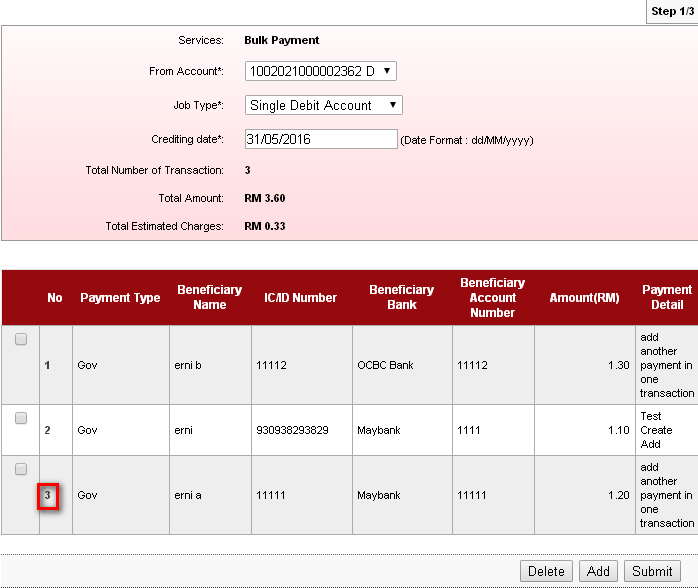 Step 1/3
Services: Bulk Payment
From Account*: 1002021000002362 D
Job Type*: Single Debit Account
Crediting date*: 31/05/2016 (Date Format : dd/MM/yyyy)
Total Number of Transaction: 3
Total Amount: RM 3.60
Total Estimated Charges: RM 0.33
No Payment Type Beneficiary Name IC/ID Number Beneficiary Bank Beneficiary Account Number Amount(RM) Payment Detail
1 Gov erni b 11112 OCBC Bank 11112 1.30 add another payment in one transaction
2 Gov erni 930938293829 Maybank 1111 1.10 Test Create Add
3 Gov erni a 11111 Maybank 11111 1.20 add another payment in one transaction
Delete Add Submit